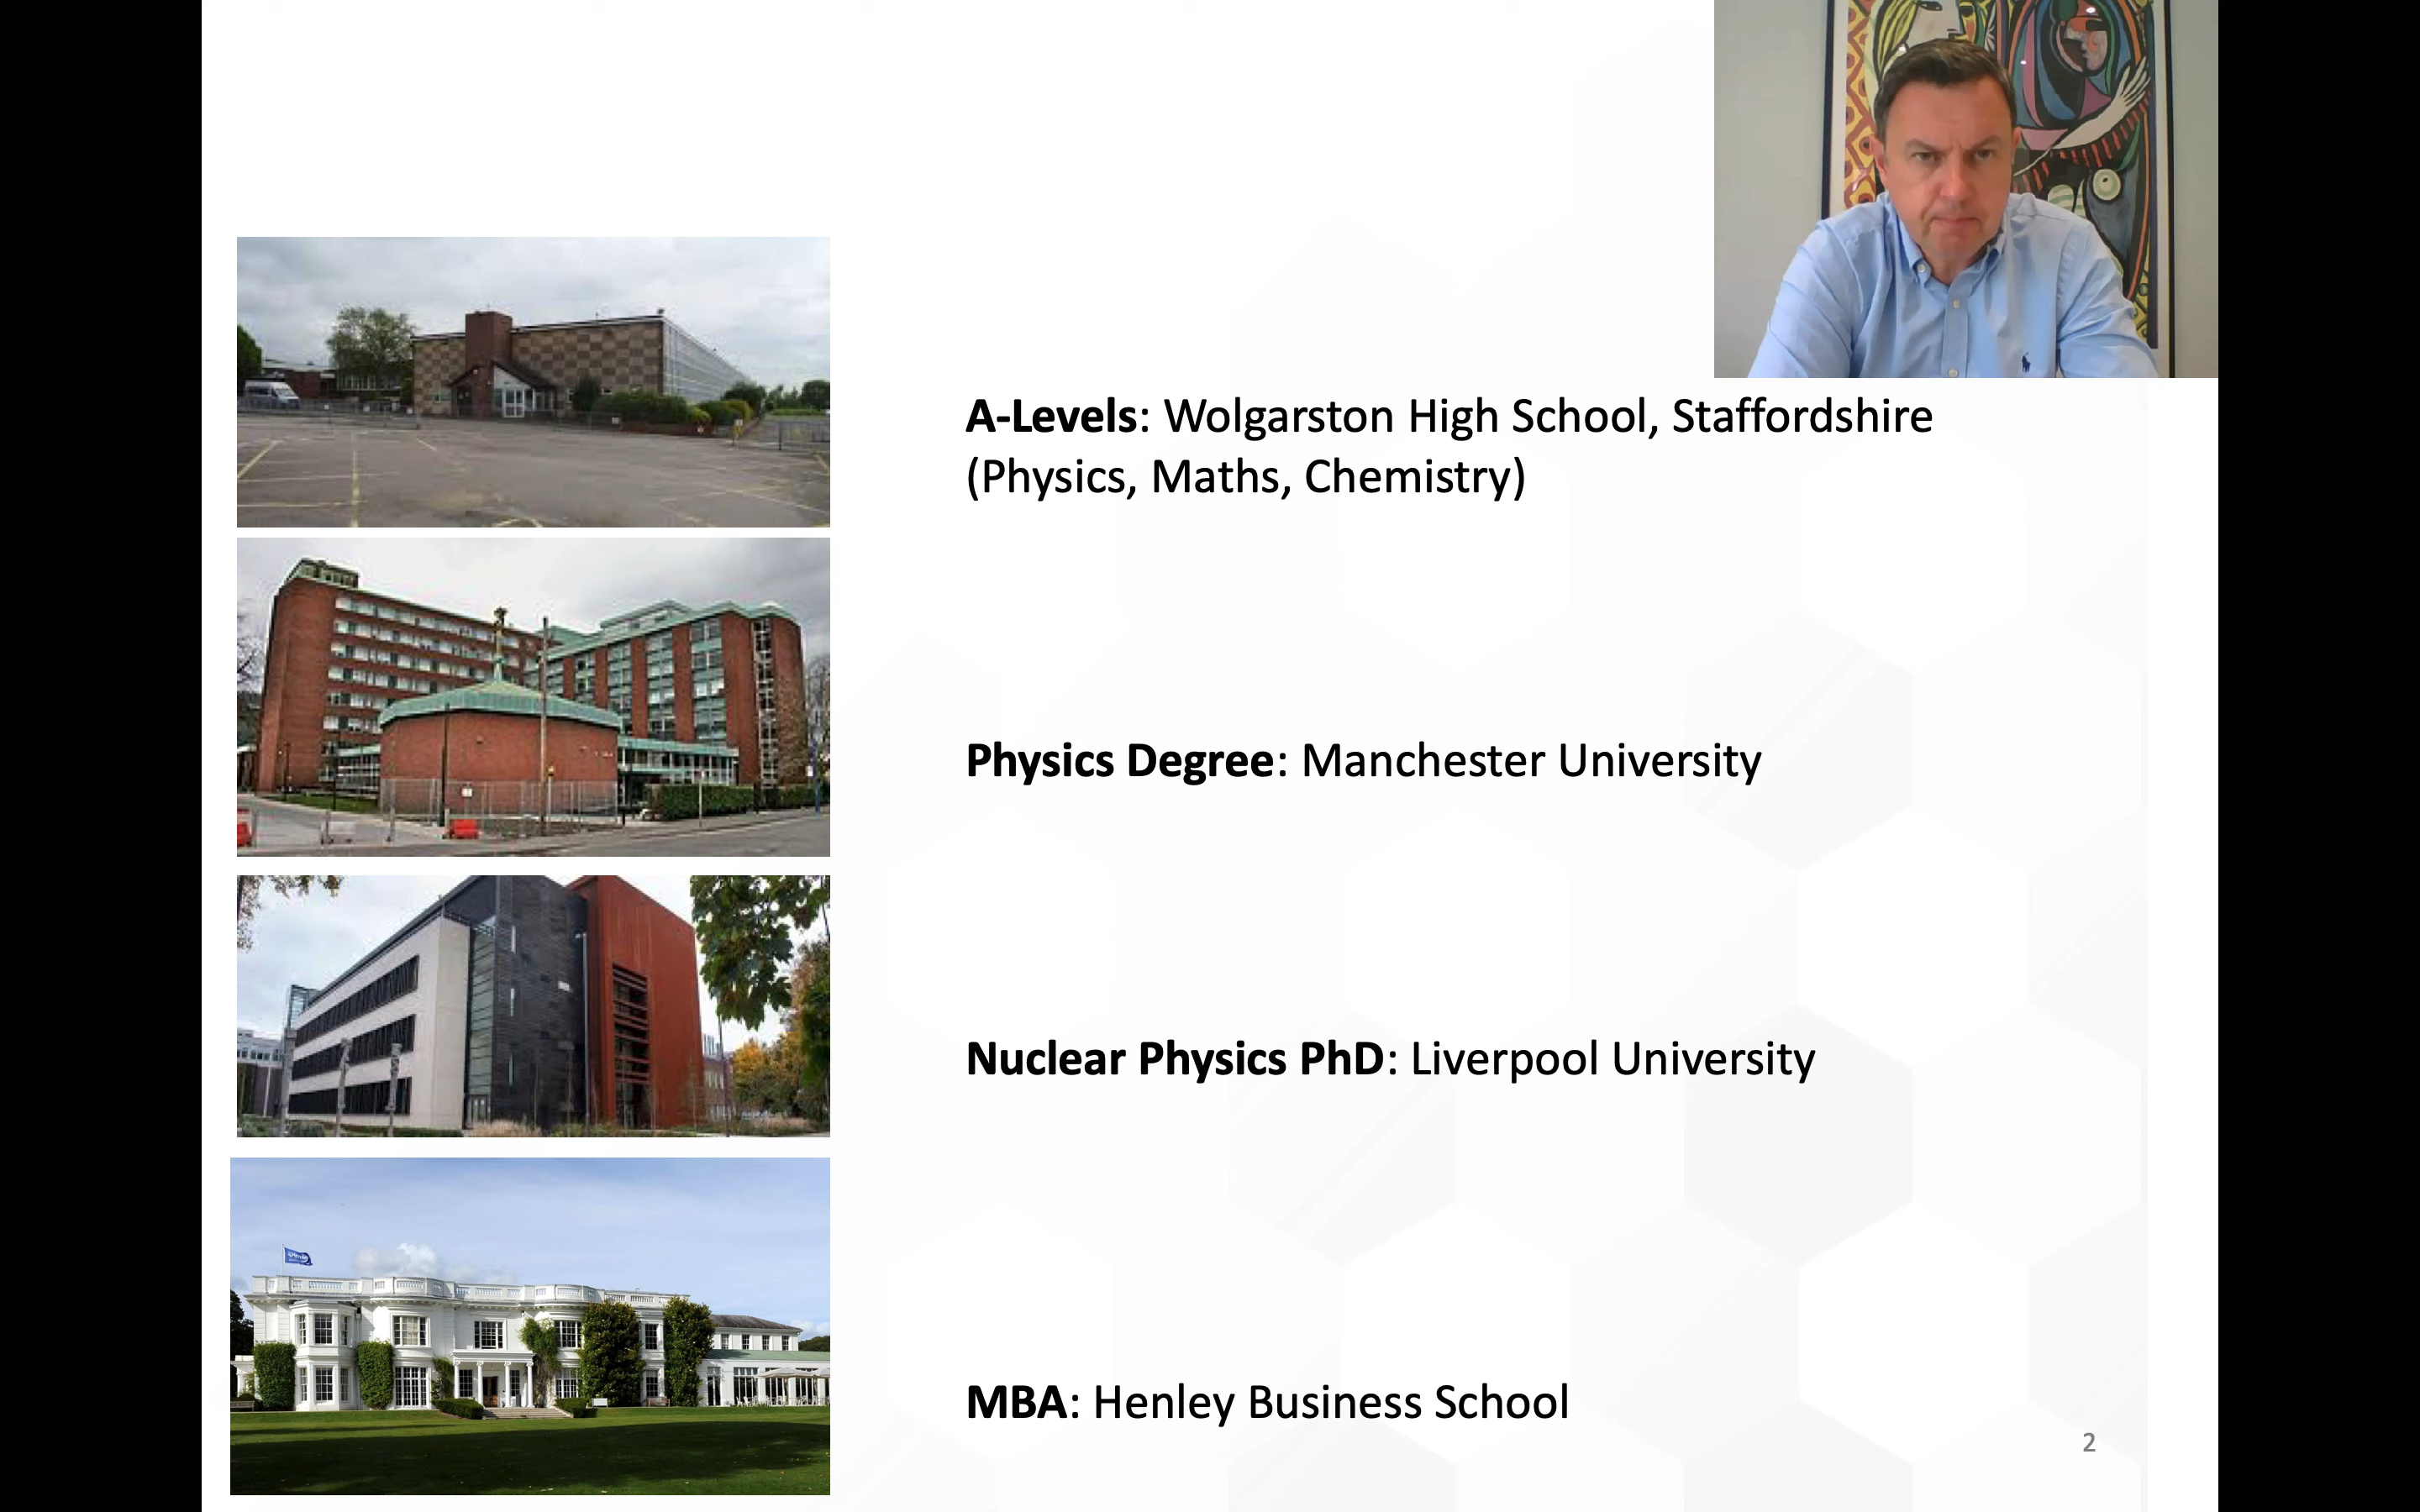 A-Levels: Wolgarston High School, Staffordshire
(Physics, Maths, Chemistry)
Physics Degree: Manchester University
Nuclear Physics PhD: Liverpool University
MBA: Henley Business School
2